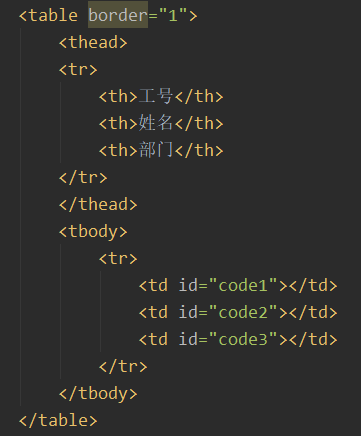 <table border="1">
    <thead>
    <tr>
        <th>工号</th>
        <th>姓名</th>
        <th>部门</th>
    </tr>
    </thead>
    <tbody>
        <tr>
            <td id="code1"></td>
            <td id="code2"></td>
            <td id="code3"></td>
        </tr>
    </tbody>
</table>